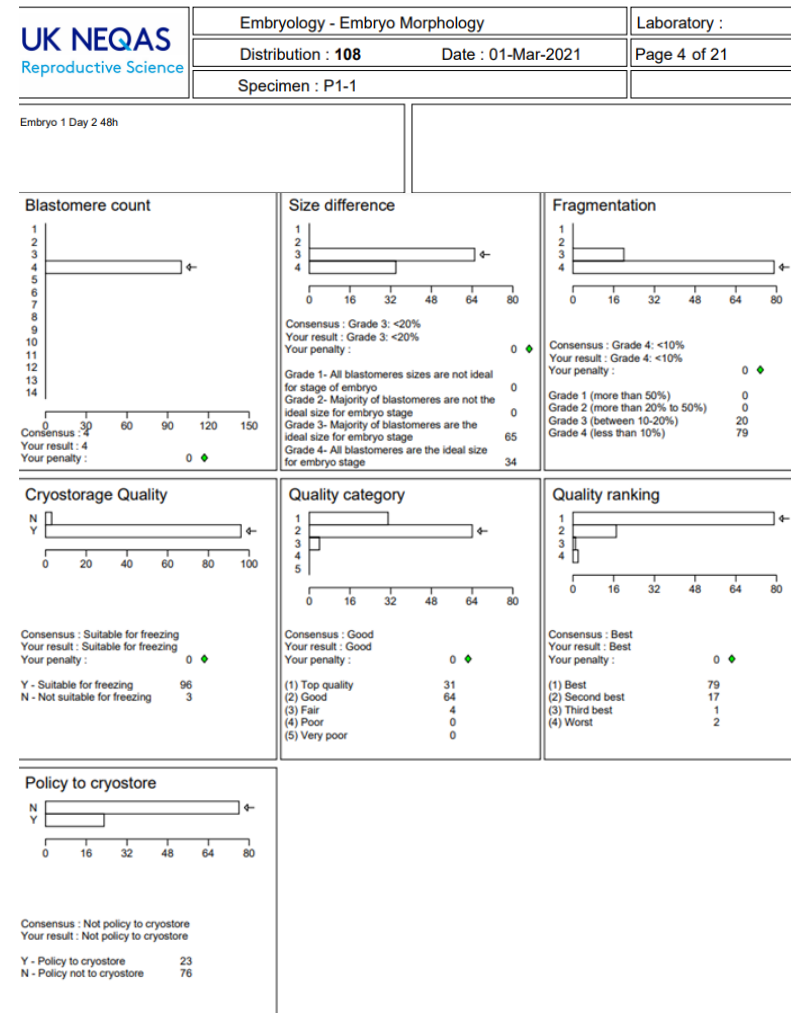 UK NEQAS
Reproductive Science
Embryology - Embryo Morphology
Laboratory :
Distribution : 108 Date : 01-Mar-2021
Page 4 of 21
Specimen : P1-1
Embryo 1 Day 2 48h
Blastomere count
1
2
3
4
5
6
7
8
9
10
11
12
13
14
0 30 60 90 120 150
Consensus : 4
Your result : 4
Your penalty : 0
Size difference
1
2
3
4
0 16 32 48 64 80
Consensus : Grade 3: <20%
Your result : Grade 3: <20%
Your penalty : 0
Grade 1- All blastomeres sizes are not ideal
for stage of embryo 0
Grade 2- Majority of blastomeres are not the
ideal size for embryo stage 0
Grade 3- Majority of blastomeres are the
ideal size for embryo stage 65
Grade 4- All blastomeres are the ideal size
for embryo stage 34
Fragmentation
1
2
3
4
0 16 32 48 64 80
Consensus : Grade 4: <10%
Your result : Grade 4: <10%
Your penalty : 0
Grade 1 (more than 50%) 0
Grade 2 (more than 20% to 50%) 0
Grade 3 (between 10-20%) 20
Grade 4 (less than 10%) 79
Cryostorage Quality
N
Y
0 20 40 60 80 100
Consensus : Suitable for freezing
Your result : Suitable for freezing
Your penalty : 0
Y - Suitable for freezing 96
N - Not suitable for freezing 3
Quality category
1
2
3
4
5
0 16 32 48 64 80
Consensus : Good
Your result : Good
Your penalty : 0
(1) Top quality 31
(2) Good 64
(3) Fair 4
(4) Poor 0
(5) Very poor 0
Quality ranking
1
2
3
4
0 16 32 48 64 80
Consensus : Best
Your result : Best
Your penalty : 0
(1) Best 79
(2) Second best 17
(3) Third best 1
(4) Worst 2
Policy to cryostore
N
Y
0 16 32 48 64 80
Consensus : Not policy to cryostore
Your result : Not policy to cryostore
Y - Policy to cryostore 23
N - Policy not to cryostore 76